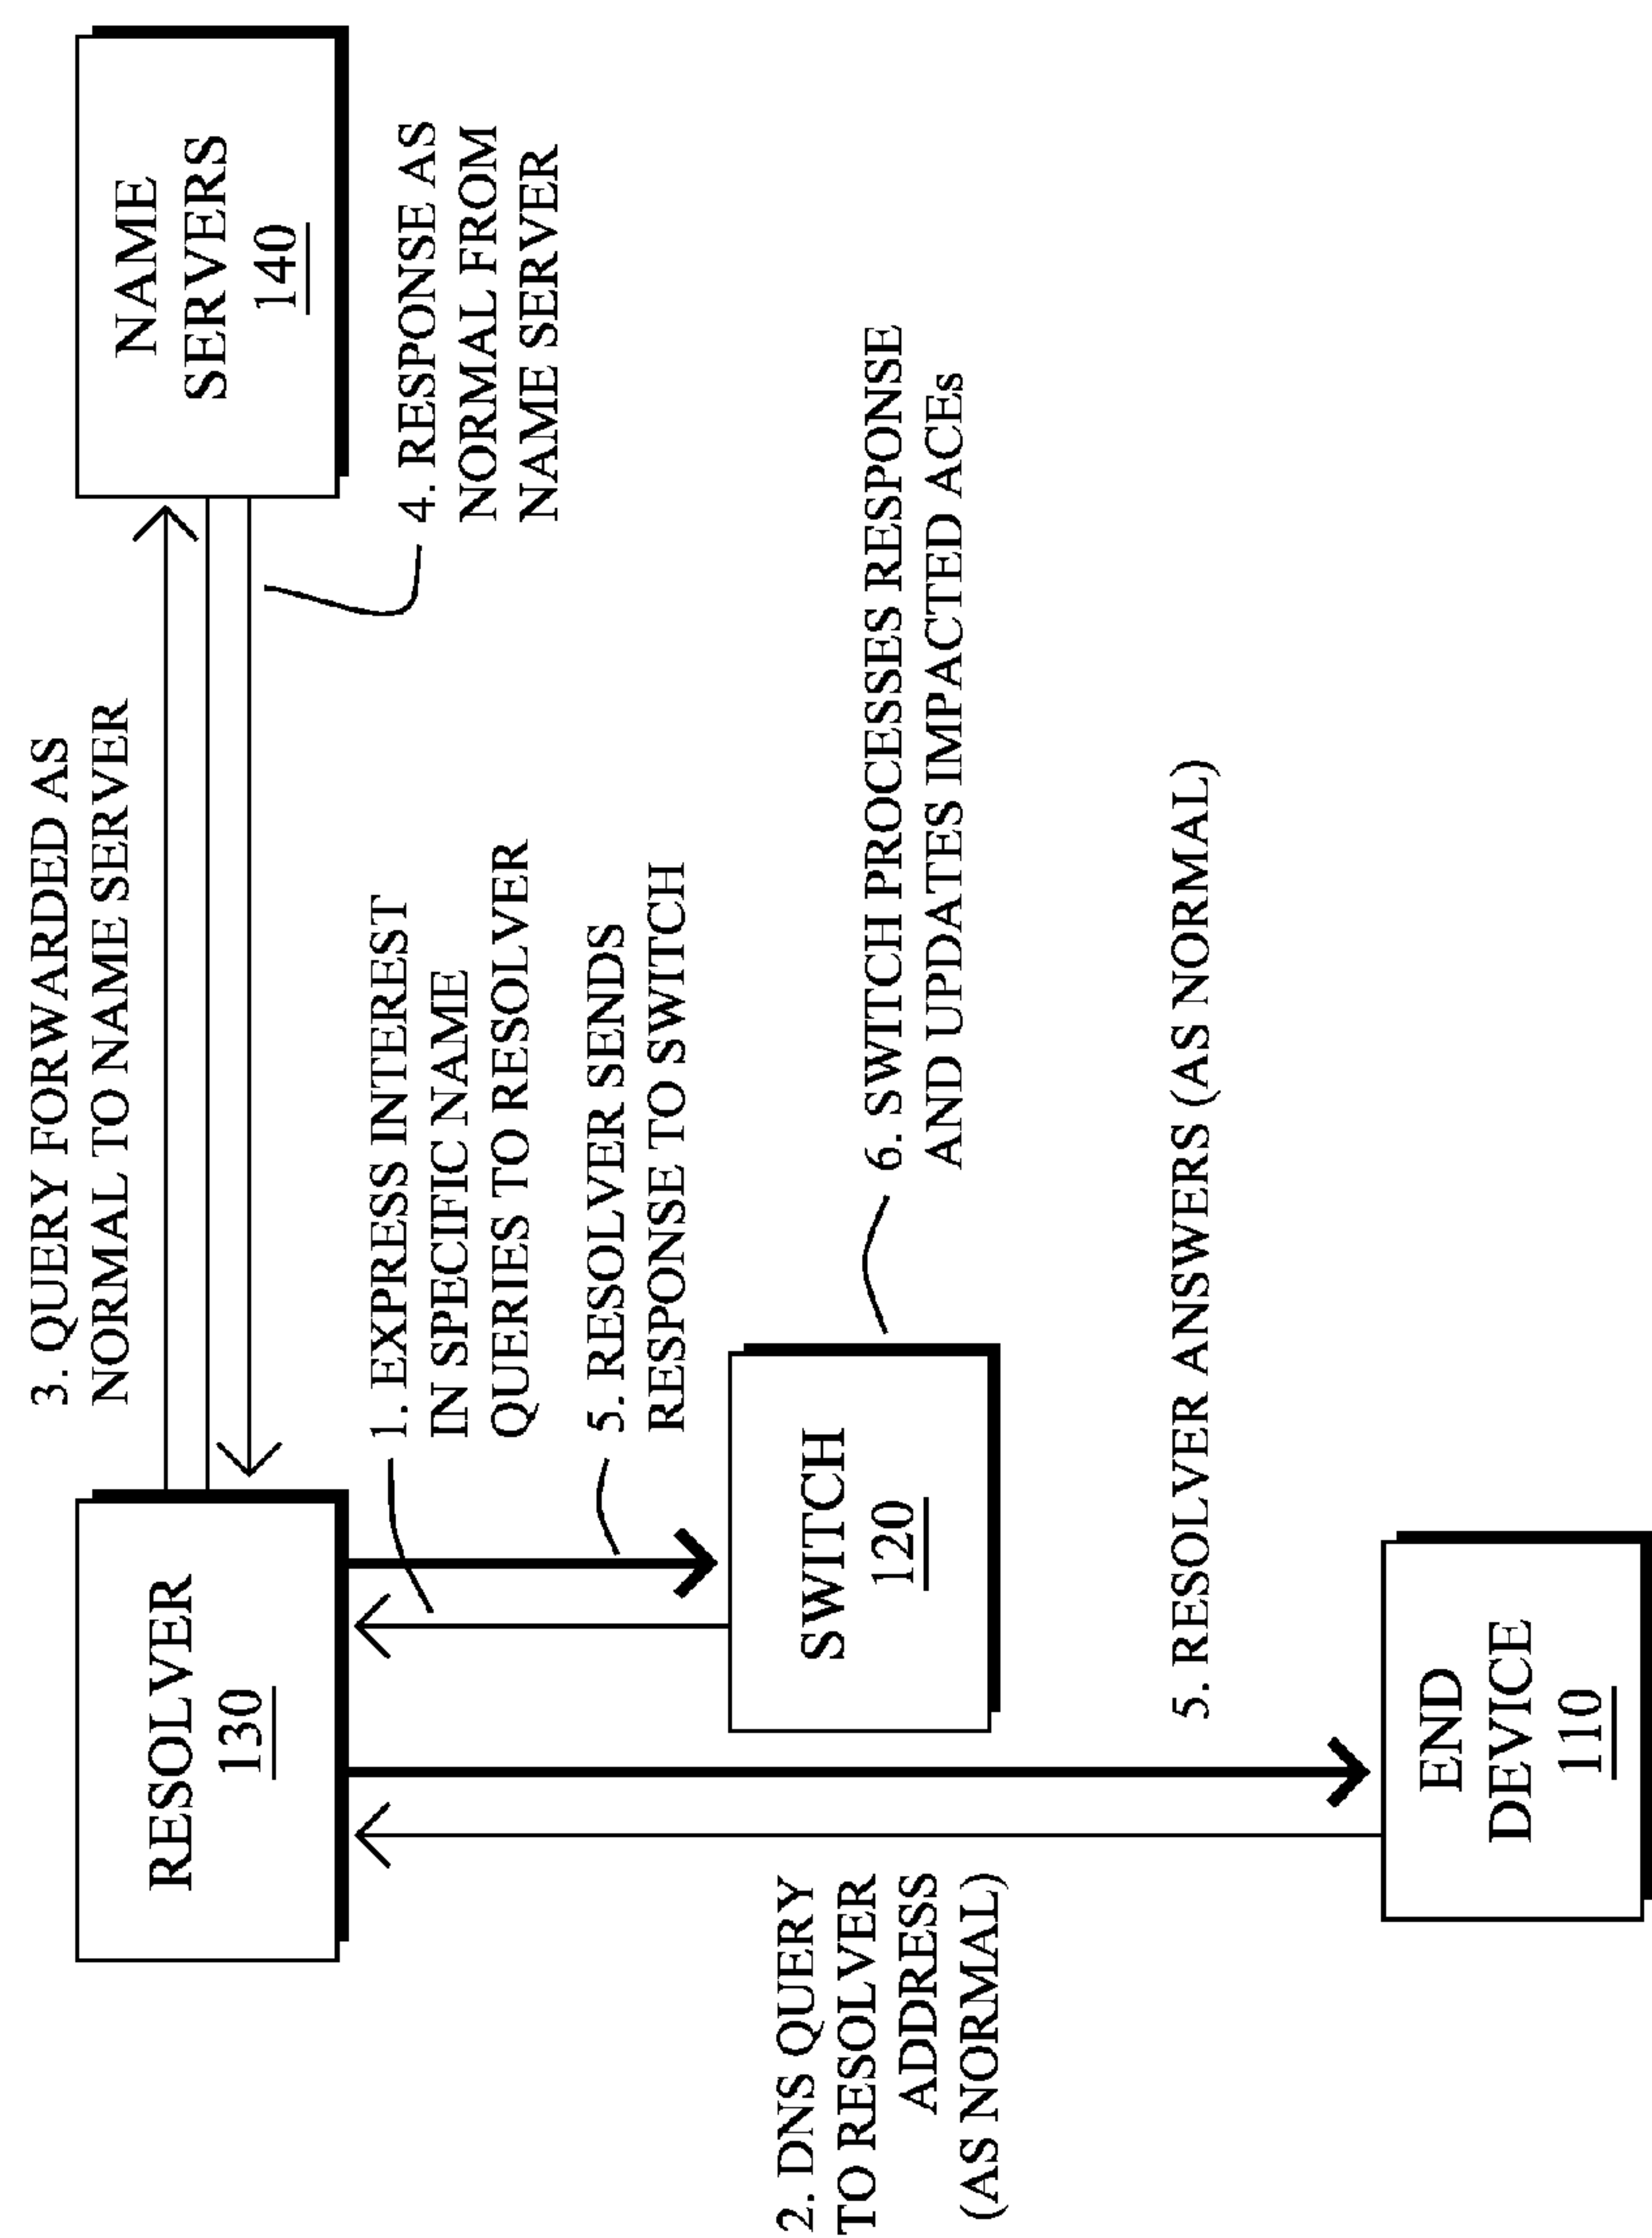 3. QUERY FORWARDED AS
NORMAL TO NAME SERVER
RESOLVER
130
NAME
SERVERS
140
4. RESPONSE AS
NORMAL FROM
NAME SERVER
1. EXPRESS INTEREST
IN SPECIFIC NAME
QUERIES TO RESOLVER
5. RESOLVER SENDS
RESPONSE TO SWITCH
2. DNS QUERY
TO RESOLVER
ADDRESS
(AS NORMAL)
SWITCH
120
6. SWITCH PROCESSES RESPONSE
AND UPDATES IMPACTED ACEs
5. RESOLVER ANSWERS (AS NORMAL)
END
DEVICE
110